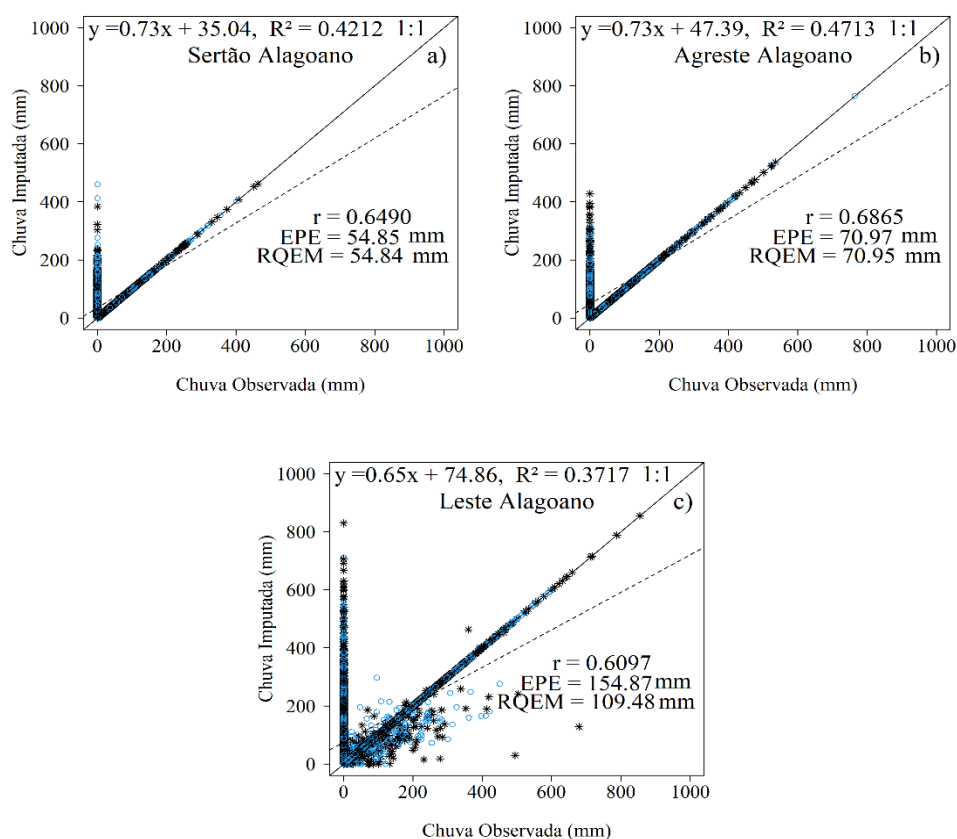 y =0.73x + 35.04, R² = 0.4212 1:1
Sertão Alagoano a)
Chuva Imputada (mm)
1000
800
600
400
200
0
r = 0.6490
EPE = 54.85 mm
RQEM = 54.84 mm
0 200 400 600 800 1000
Chuva Observada (mm)
y =0.73x + 47.39, R² = 0.4713 1:1
Agreste Alagoano b)
Chuva Imputada (mm)
1000
800
600
400
200
0
r = 0.6865
EPE = 70.97 mm
RQEM = 70.95 mm
0 200 400 600 800 1000
Chuva Observada (mm)
y =0.65x + 74.86, R² = 0.3717 1:1
Leste Alagoano c)
Chuva Imputada (mm)
1000
800
600
400
200
0
r = 0.6097
EPE = 154.87 mm
RQEM = 109.48 mm
0 200 400 600 800 1000
Chuva Observada (mm)